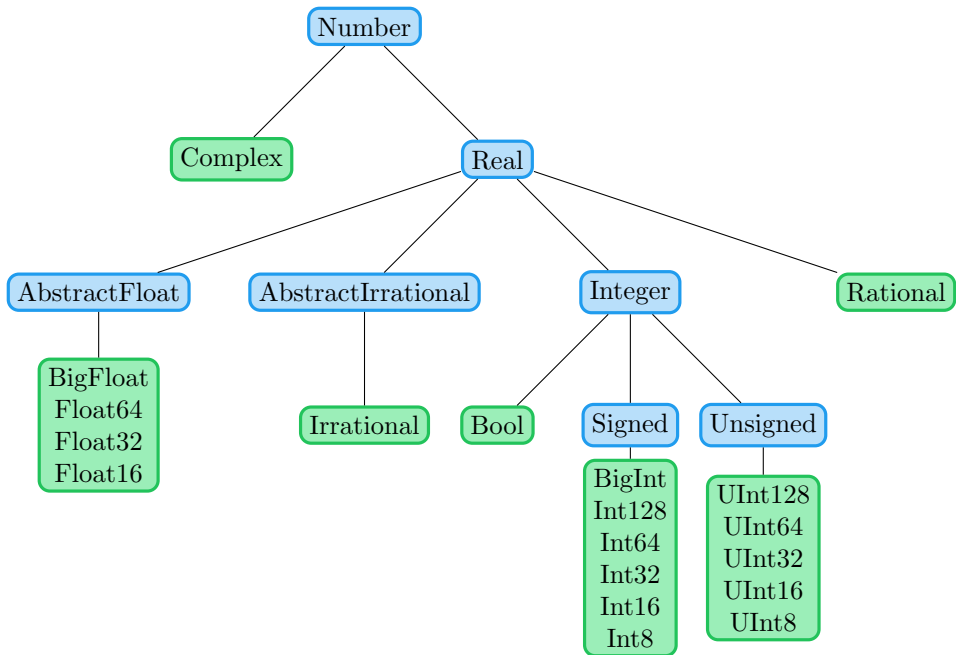 Number
Complex
Real
AbstractFloat
AbstractIrrational
Integer
Rational
BigFloat
Float64
Float32
Float16
Irrational
Bool
Signed
Unsigned
BigInt
Int128
Int64
Int32
Int16
Int8
UInt128
UInt64
UInt32
UInt16
UInt8